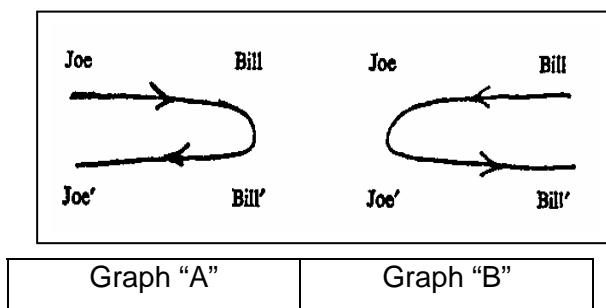 Joe Bill Joe Bill
Joe′ Bill′ Joe′ Bill′
Graph “A” Graph “B”